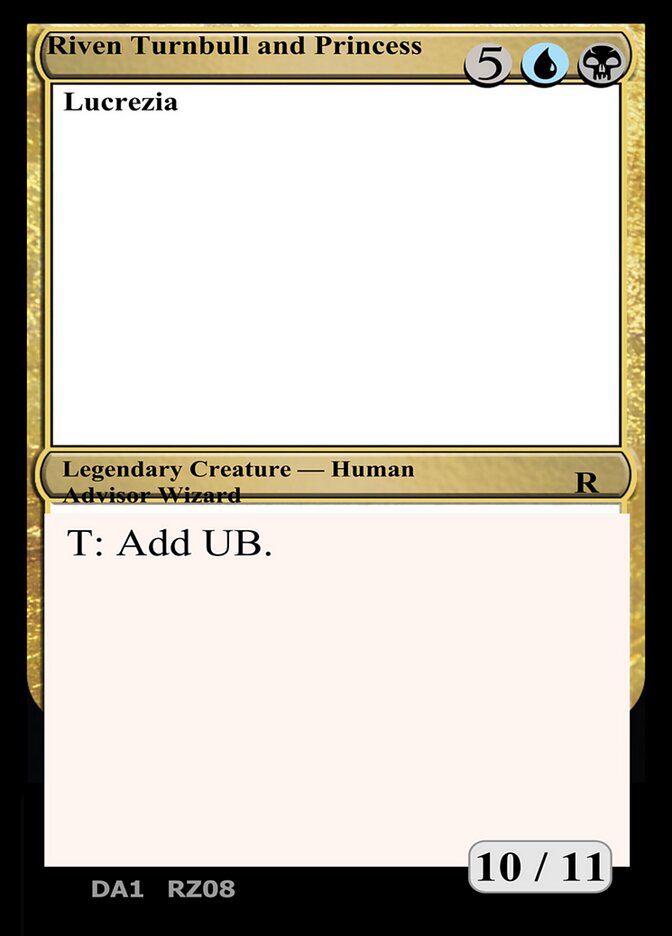 Riven Turnbull and Princess
5
Lucrezia
Legendary Creature — Human
Advisor Wizard
R
T: Add UB.
10 / 11
DA1 RZ08